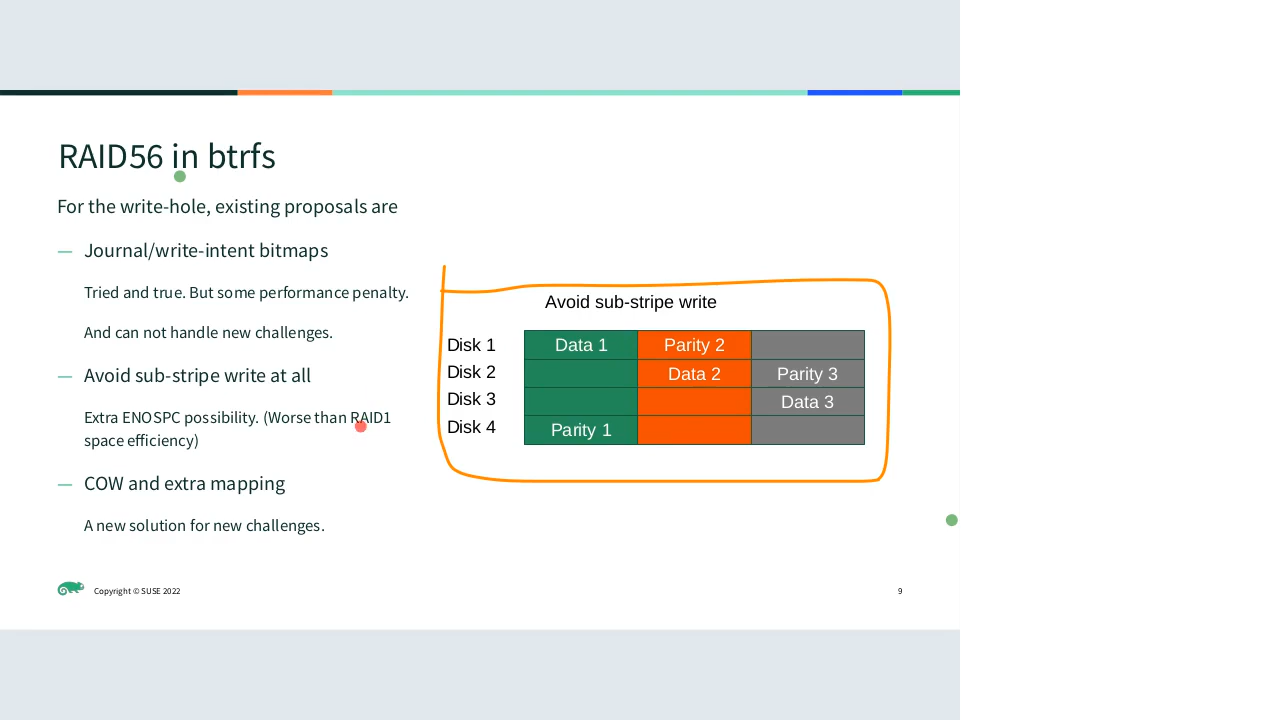 RAID56 in btrfs
For the write-hole, existing proposals are
— Journal/write-intent bitmaps
Tried and true. But some performance penalty.
And can not handle new challenges.
— Avoid sub-stripe write at all
Extra ENOSPC possibility. (Worse than RAID1
space efficiency)
— COW and extra mapping
A new solution for new challenges.
Avoid sub-stripe write
Disk 1 Data 1 Parity 2
Disk 2 Data 2 Parity 3
Disk 3 Data 3
Disk 4 Parity 1
Copyright © SUSE 2022
9